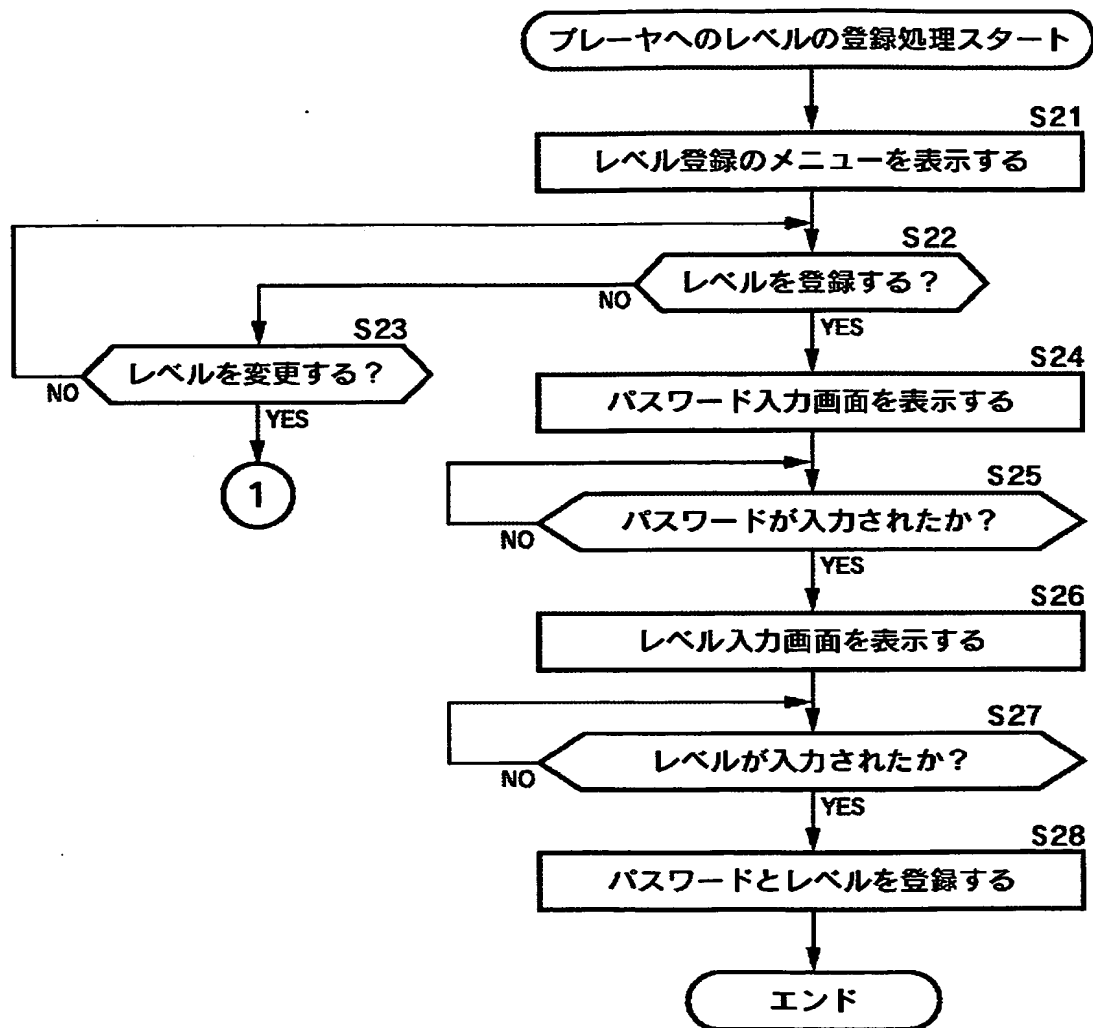 プレーヤへのレベルの登録処理スタート
S21
レベル登録のメニューを表示する
S22
レベルを登録する？
NO
YES
S23
レベルを変更する？
NO
YES
1
S24
パスワード入力画面を表示する
S25
パスワードが入力されたか？
NO
YES
S26
レベル入力画面を表示する
S27
レベルが入力されたか？
NO
YES
S28
パスワードとレベルを登録する
エンド